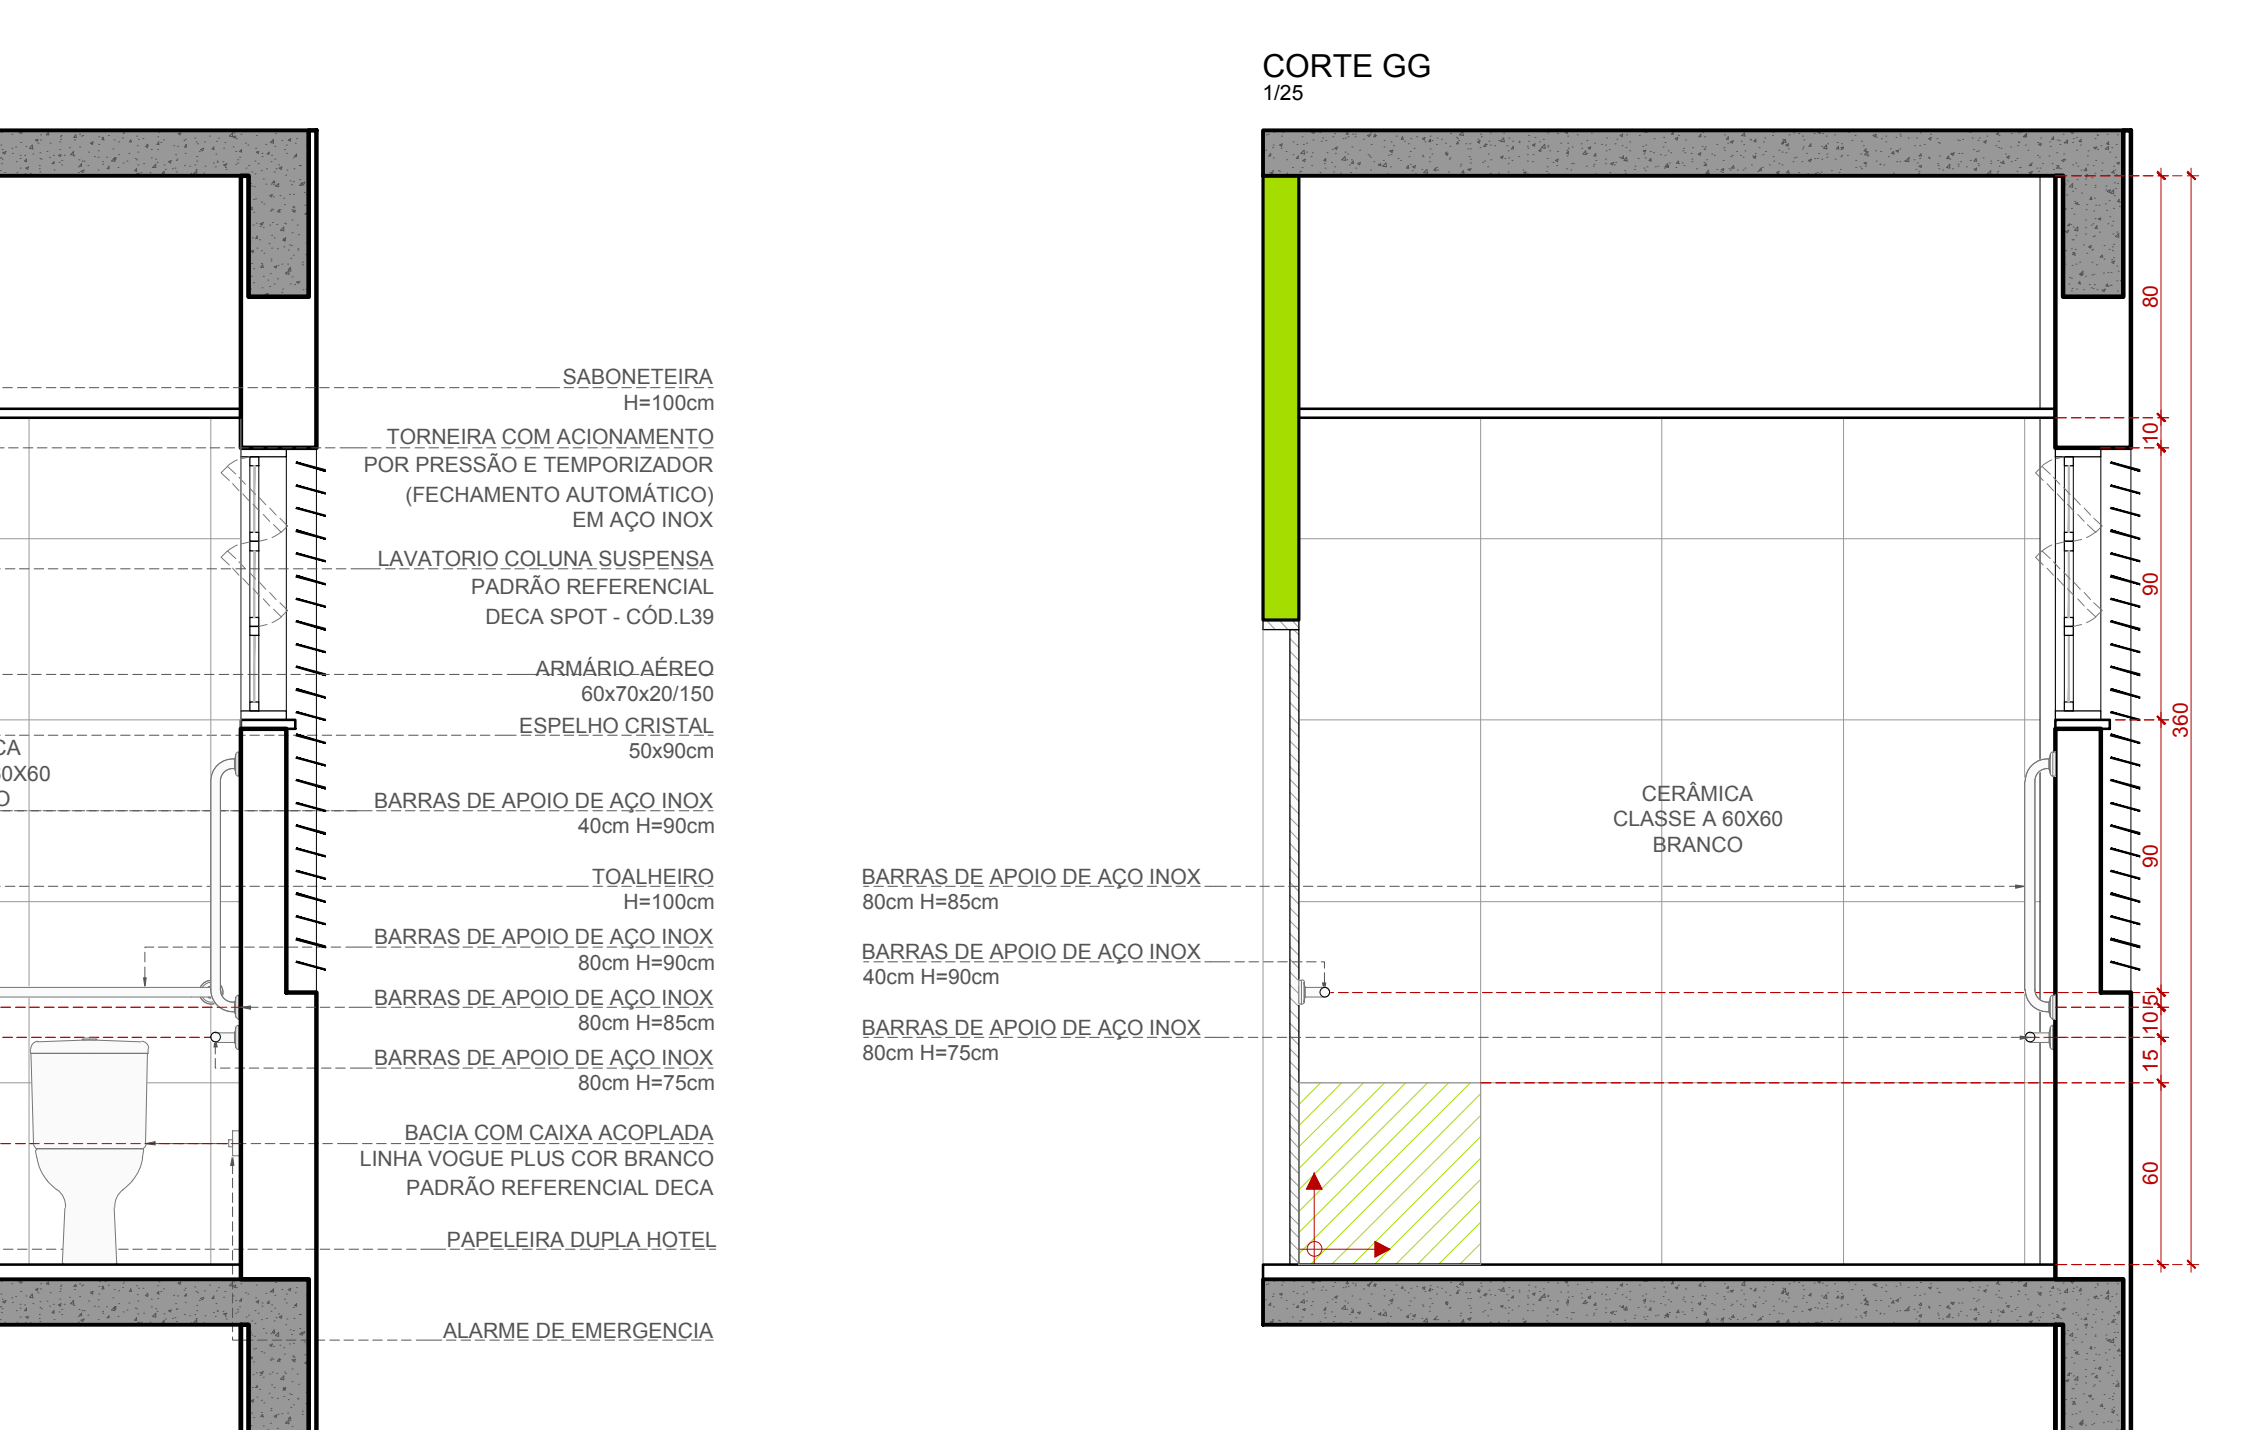 CORTE GG
1/25
SABONETEIRA
H=100cm
TORNEIRA COM ACIONAMENTO
POR PRESSÃO E TEMPORIZADOR
(FECHAMENTO AUTOMÁTICO)
EM AÇO INOX
LAVATORIO COLUNA SUSPENSA
PADRÃO REFERENCIAL
DECA SPOT - CÓD.L39
ARMÁRIO AÉREO
60x70x20/150
ESPELHO CRISTAL
50x90cm
CA
60X60
O
BARRAS DE APOIO DE AÇO INOX
40cm H=90cm
TOALHEIRO
H=100cm
BARRAS DE APOIO DE AÇO INOX
80cm H=90cm
BARRAS DE APOIO DE AÇO INOX
80cm H=85cm
BARRAS DE APOIO DE AÇO INOX
80cm H=75cm
BACIA COM CAIXA ACOPLADA
LINHA VOGUE PLUS COR BRANCO
PADRÃO REFERENCIAL DECA
PAPELEIRA DUPLA HOTEL
ALARME DE EMERGENCIA
BARRAS DE APOIO DE AÇO INOX
80cm H=85cm
BARRAS DE APOIO DE AÇO INOX
40cm H=90cm
BARRAS DE APOIO DE AÇO INOX
80cm H=75cm
CERÂMICA
CLASSE A 60X60
BRANCO
80
10
90
90
5
10
15
60
360